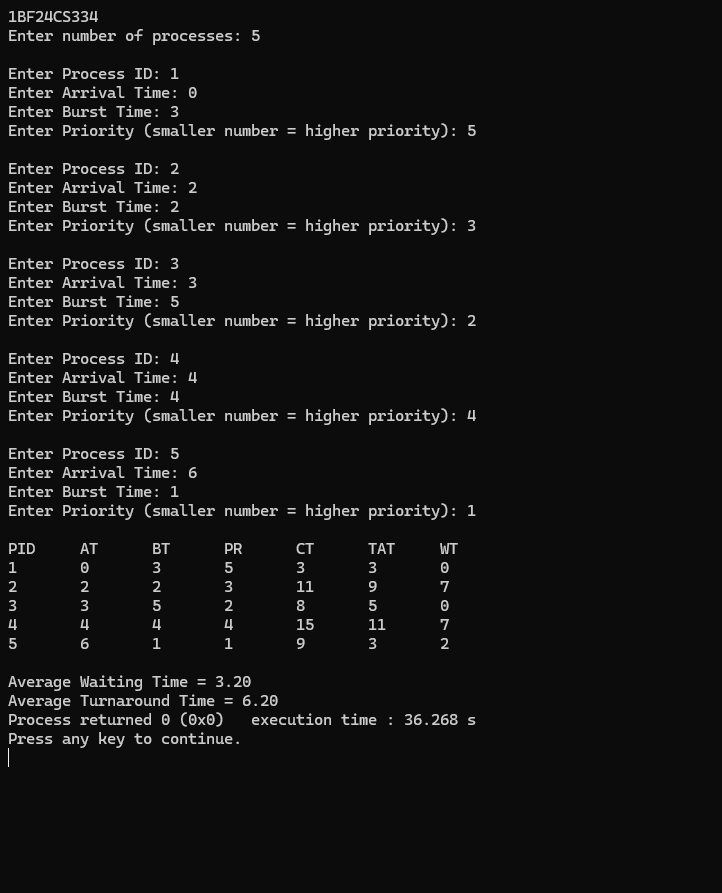 1BF24CS334
Enter number of processes: 5
Enter Process ID: 1
Enter Arrival Time: 0
Enter Burst Time: 3
Enter Priority (smaller number = higher priority): 5
Enter Process ID: 2
Enter Arrival Time: 2
Enter Burst Time: 2
Enter Priority (smaller number = higher priority): 3
Enter Process ID: 3
Enter Arrival Time: 3
Enter Burst Time: 5
Enter Priority (smaller number = higher priority): 2
Enter Process ID: 4
Enter Arrival Time: 4
Enter Burst Time: 4
Enter Priority (smaller number = higher priority): 4
Enter Process ID: 5
Enter Arrival Time: 6
Enter Burst Time: 1
Enter Priority (smaller number = higher priority): 1
PID AT BT PR CT TAT WT
1 0 3 5 3 3 0
2 2 2 3 11 9 7
3 3 5 2 8 5 0
4 4 4 4 15 11 7
5 6 1 1 9 3 2
Average Waiting Time = 3.20
Average Turnaround Time = 6.20
Process returned 0 (0x0)   execution time : 36.268 s
Press any key to continue.